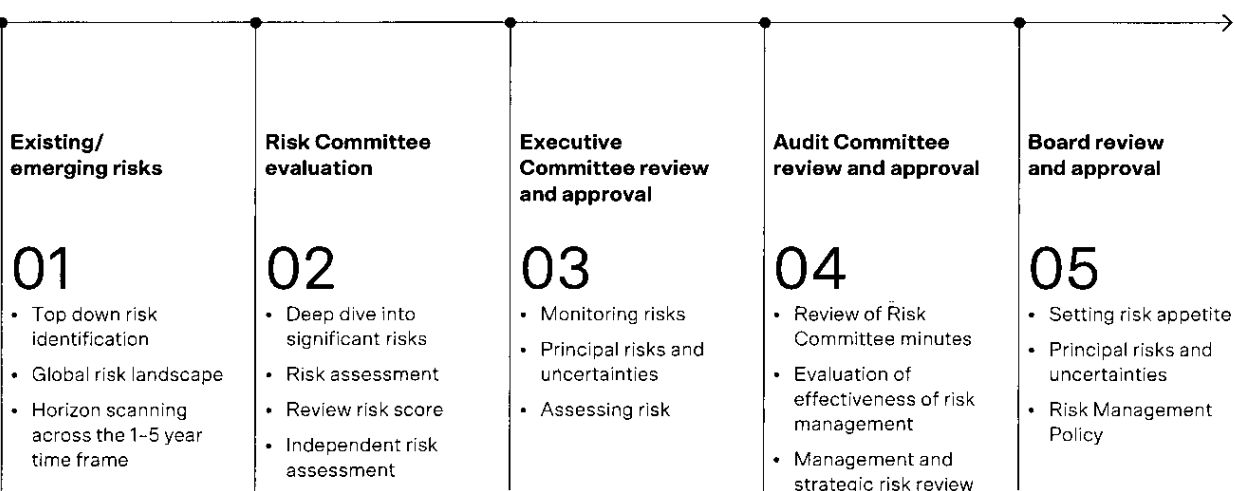 Existing/
emerging risks
01
• Top down risk
identification
• Global risk landscape
• Horizon scanning
across the 1–5 year
time frame
Risk Committee
evaluation
02
• Deep dive into
significant risks
• Risk assessment
• Review risk score
• Independent risk
assessment
Executive
Committee review
and approval
03
• Monitoring risks
• Principal risks and
uncertainties
• Assessing risk
Audit Committee
review and approval
04
• Review of Risk
Committee minutes
• Evaluation of
effectiveness of risk
management
• Management and
strategic risk review
Board review
and approval
05
• Setting risk appetite
• Principal risks and
uncertainties
• Risk Management
Policy